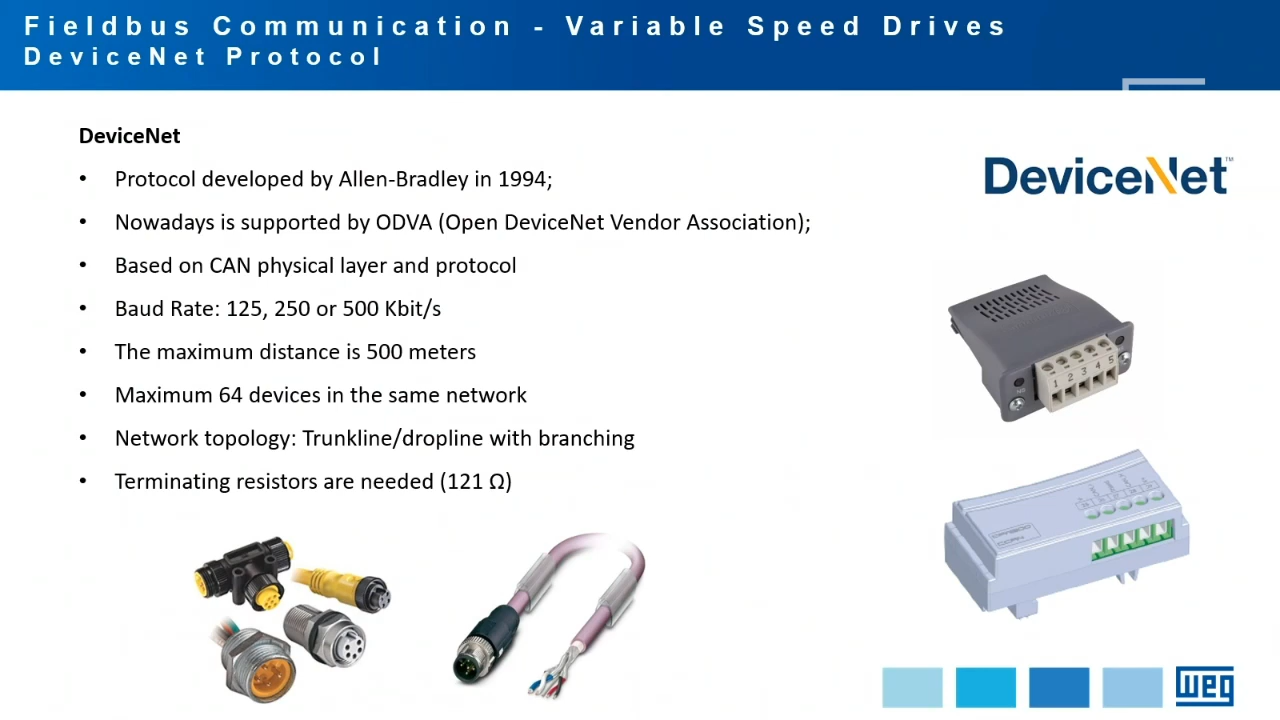 Fieldbus Communication - Variable Speed Drives
DeviceNet Protocol
DeviceNet
• Protocol developed by Allen-Bradley in 1994;
• Nowadays is supported by ODVA (Open DeviceNet Vendor Association);
• Based on CAN physical layer and protocol
• Baud Rate: 125, 250 or 500 Kbit/s
• The maximum distance is 500 meters
• Maximum 64 devices in the same network
• Network topology: Trunkline/dropline with branching
• Terminating resistors are needed (121 Ω)
DeviceNet™
1 2 3 4 5
weg